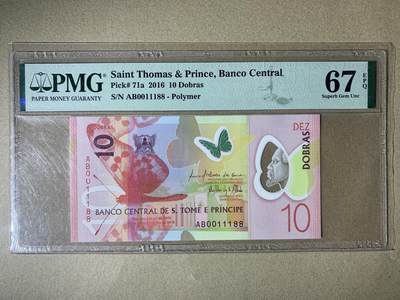 PMG
PAPER MONEY GUARANTY
Saint Thomas & Prince, Banco Central
Pick# 71a 2016 10 Dobras
S/N AB0011188 - Polymer
67 EPQ
Superb Gem Unc
10
DOBRAS
AB0011188
DEZ
DOBRAS
BANCO CENTRAL DE S. TOMÉ E PRÍNCIPE
AB0011188
10